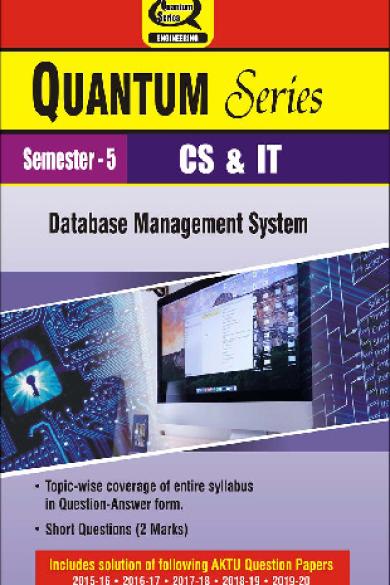 Quantum
Series
ENGINEERING
QUANTUM Series
Semester - 5 CS & IT
Database Management System
• Topic-wise coverage of entire syllabus
in Question-Answer form.
• Short Questions (2 Marks)
Includes solution of following AKTU Question Papers
2015-16 • 2016-17 • 2017-18 • 2018-19 • 2019-20